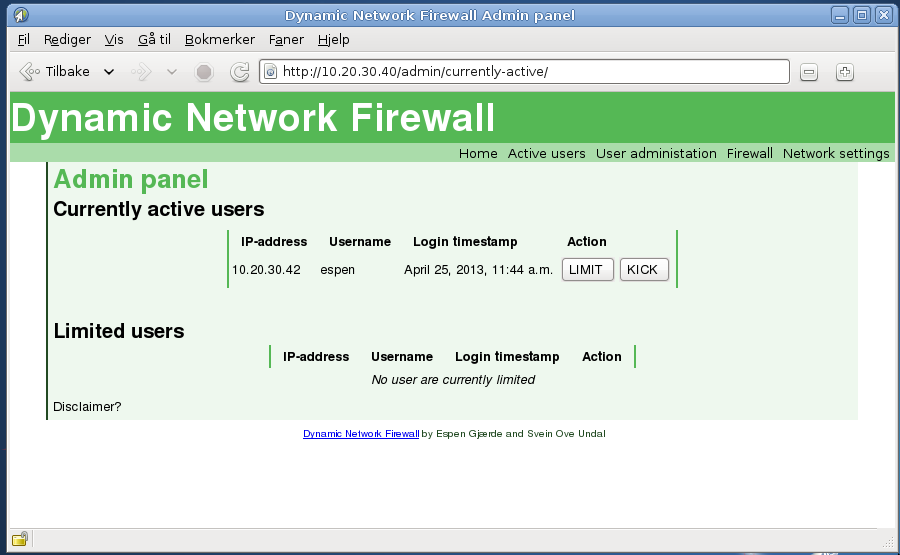 Dynamic Network Firewall Admin panel
Fil Rediger Vis Gå til Bokmerker Faner Hjelp
Tilbake http://10.20.30.40/admin/currently-active/
Dynamic Network Firewall
Home Active users User administation Firewall Network settings
Admin panel
Currently active users
IP-address Username Login timestamp Action
10.20.30.42 espen April 25, 2013, 11:44 a.m. LIMIT KICK
Limited users
IP-address Username Login timestamp Action
No user are currently limited
Disclaimer?
Dynamic Network Firewall by Espen Gjærde and Svein Ove Undal